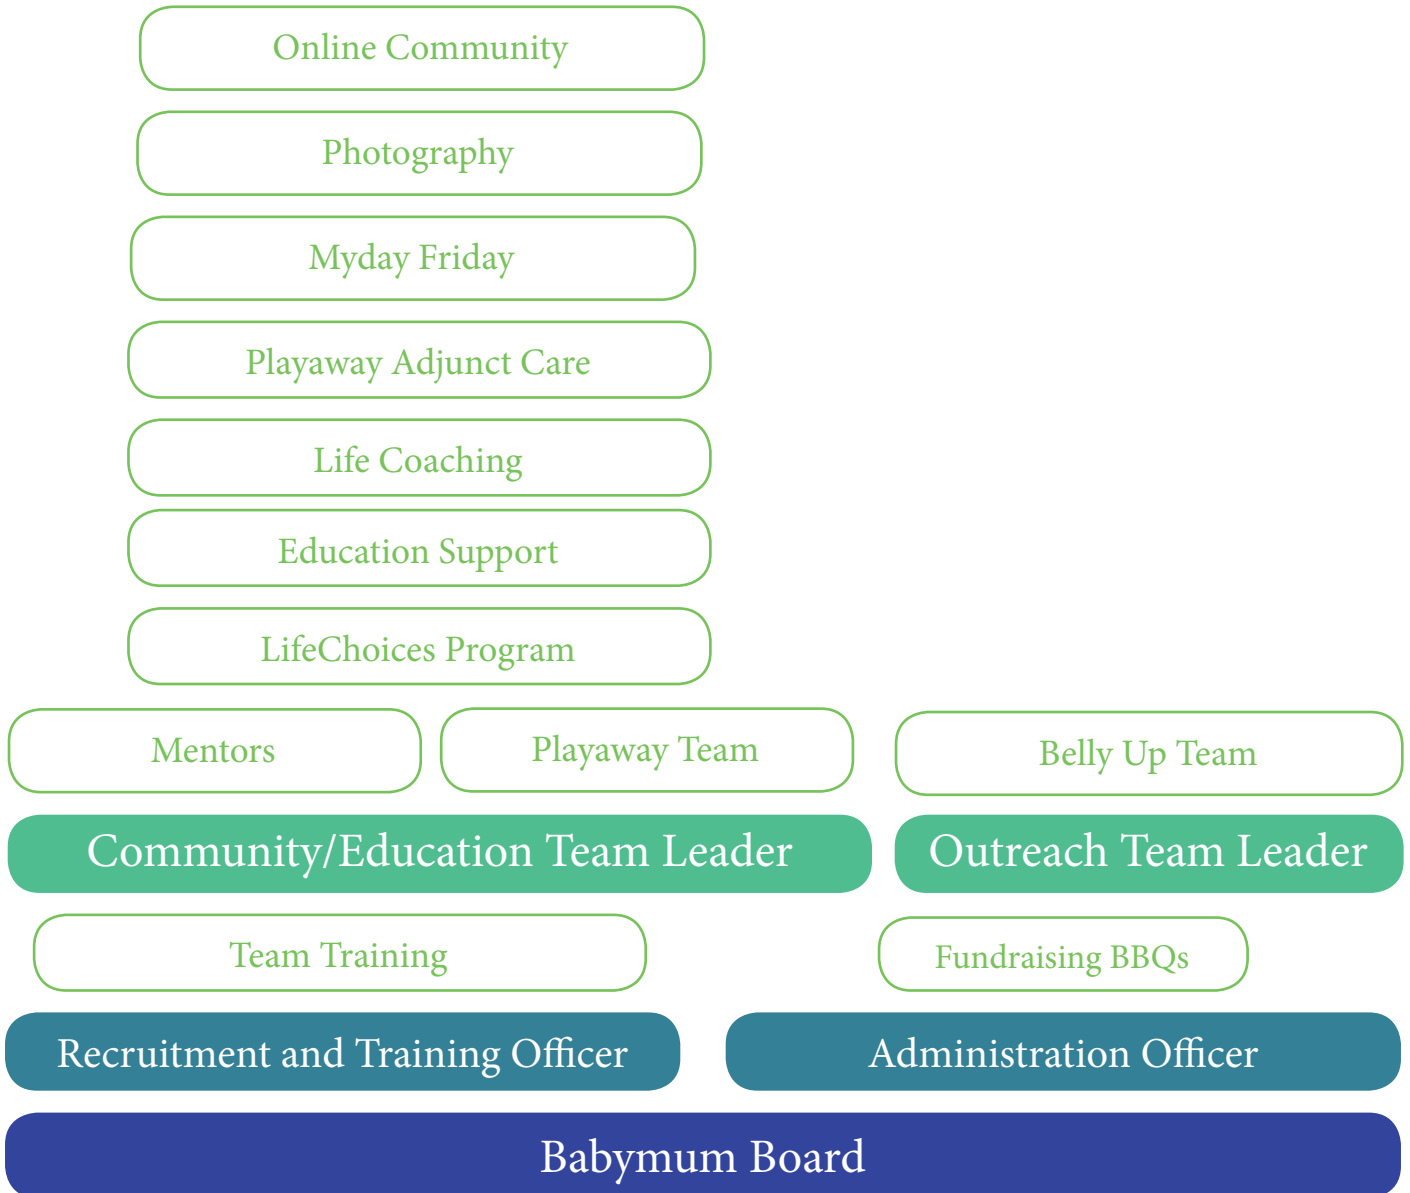 Online Community
Photography
Myday Friday
Playaway Adjunct Care
Life Coaching
Education Support
LifeChoices Program
Mentors
Playaway Team
Belly Up Team
Community/Education Team Leader
Outreach Team Leader
Team Training
Fundraising BBQs
Recruitment and Training Officer
Administration Officer
Babymum Board